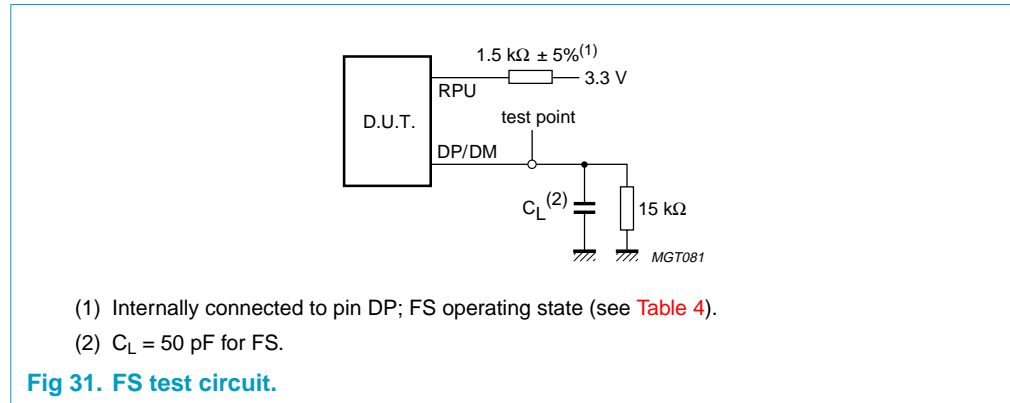 1.5 kΩ ± 5%(1)
3.3 V
RPU
D.U.T.
test point
DP/DM
CL(2)
15 kΩ
MGT081
(1) Internally connected to pin DP; FS operating state (see Table 4).
(2) CL = 50 pF for FS.
Fig 31. FS test circuit.